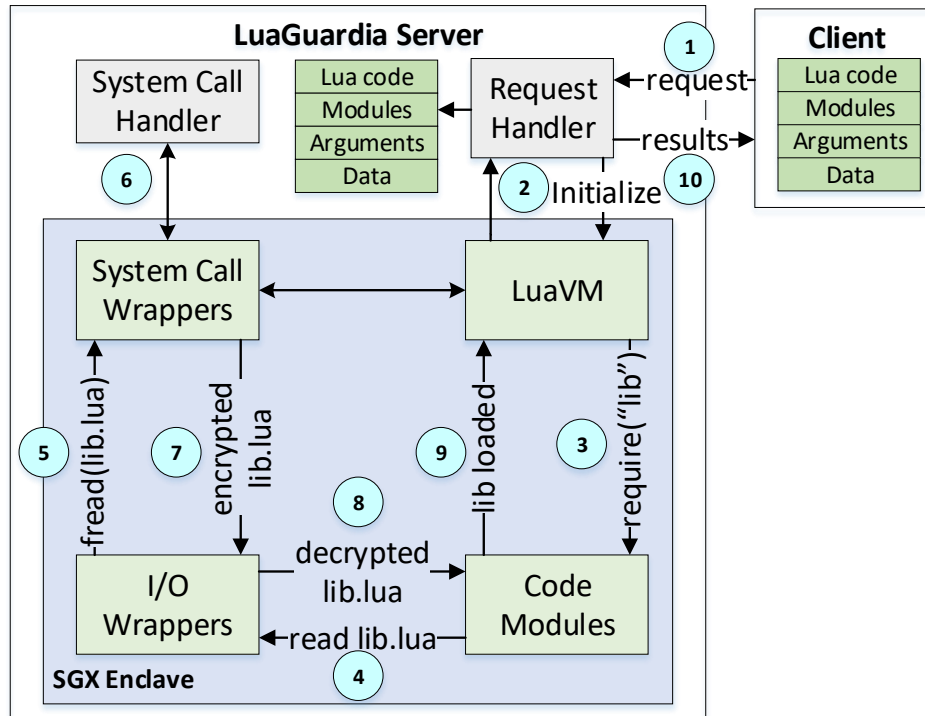 LuaGuardia Server
Client
1
System Call
Handler
Lua code
Modules
Arguments
Data
Request
Handler
request
results
Lua code
Modules
Arguments
Data
6
2
Initialize
10
System Call
Wrappers
LuaVM
fread(lib.lua)
encrypted
lib.lua
lib loaded
require("lib")
5
7
9
3
8
decrypted
lib.lua
I/O
Wrappers
Code
Modules
read lib.lua
4
SGX Enclave